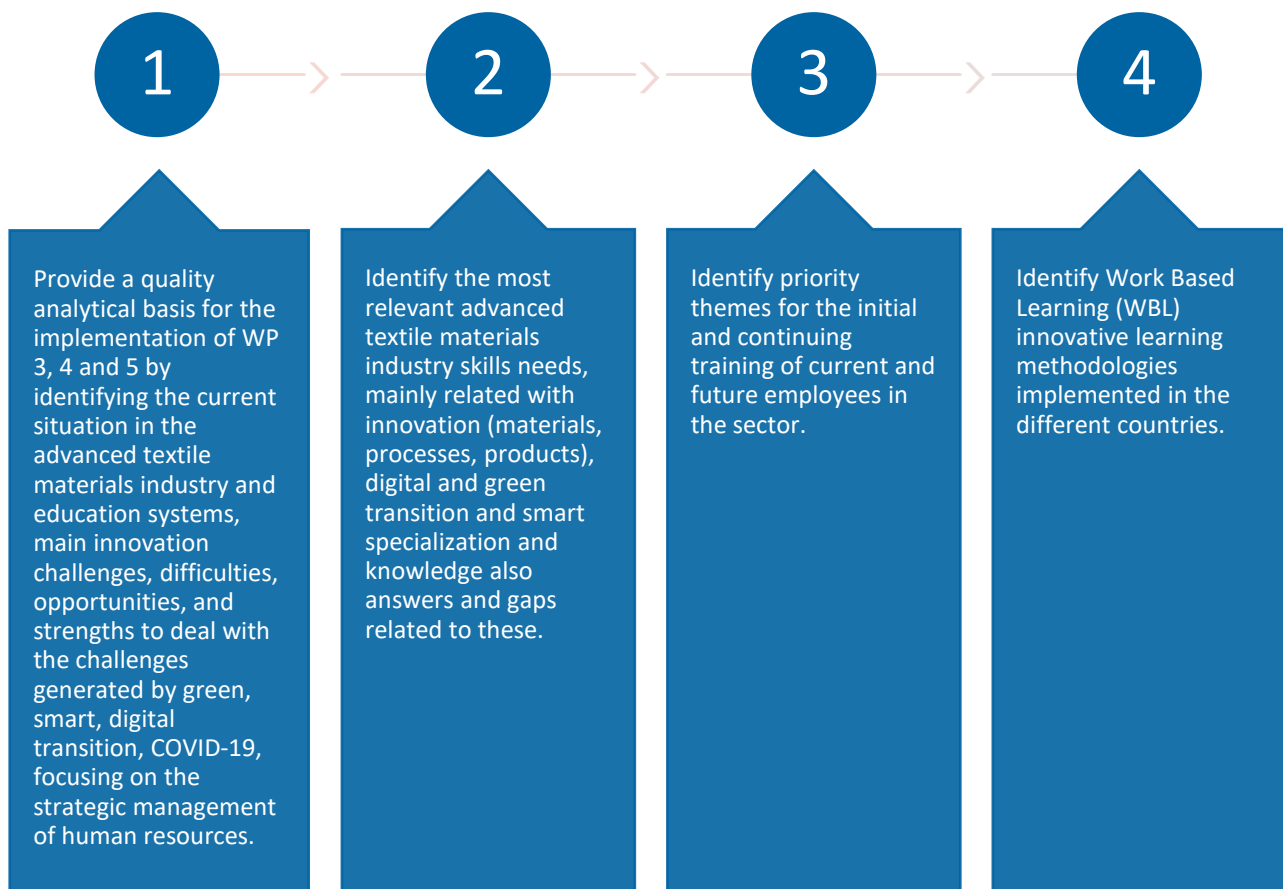 1
2
3
4
Provide a quality
analytical basis for the
implementation of WP
3, 4 and 5 by
identifying the current
situation in the
advanced textile
materials industry and
education systems,
main innovation
challenges, difficulties,
opportunities, and
strengths to deal with
the challenges
generated by green,
smart, digital
transition, COVID-19,
focusing on the
strategic management
of human resources.
Identify the most
relevant advanced
textile materials
industry skills needs,
mainly related with
innovation (materials,
processes, products),
digital and green
transition and smart
specialization and
knowledge also
answers and gaps
related to these.
Identify priority
themes for the initial
and continuing
training of current and
future employees in
the sector.
Identify Work Based
Learning (WBL)
innovative learning
methodologies
implemented in the
different countries.